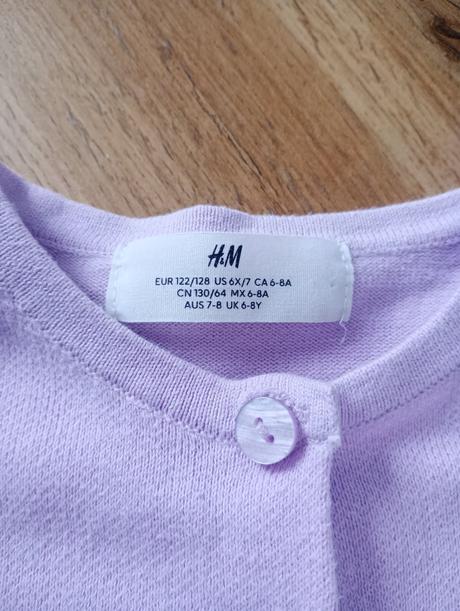 H&M
EUR 122/128 US 6X/7 CA 6-8A
CN 130/64 MX 6-8A
AUS 7-8 UK 6-8Y